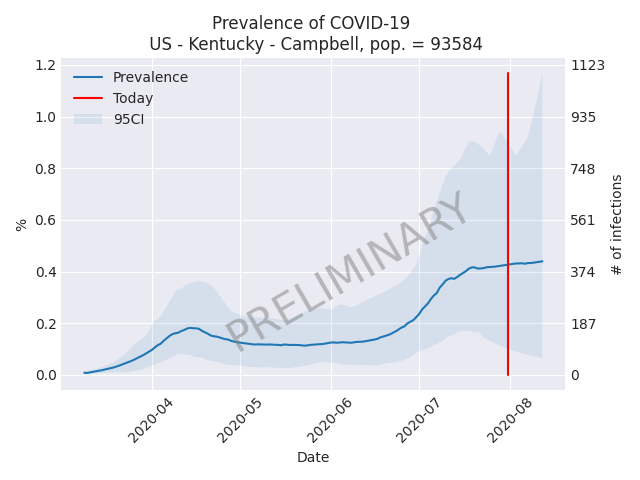 Prevalence of COVID-19
US - Kentucky - Campbell, pop. = 93584
Prevalence
Today
95CI
1.2
1.0
0.8
0.6
0.4
0.2
0.0
%
1123
935
748
561
374
187
0
# of infections
PRELIMINARY
2020-04
2020-05
2020-06
2020-07
2020-08
Date